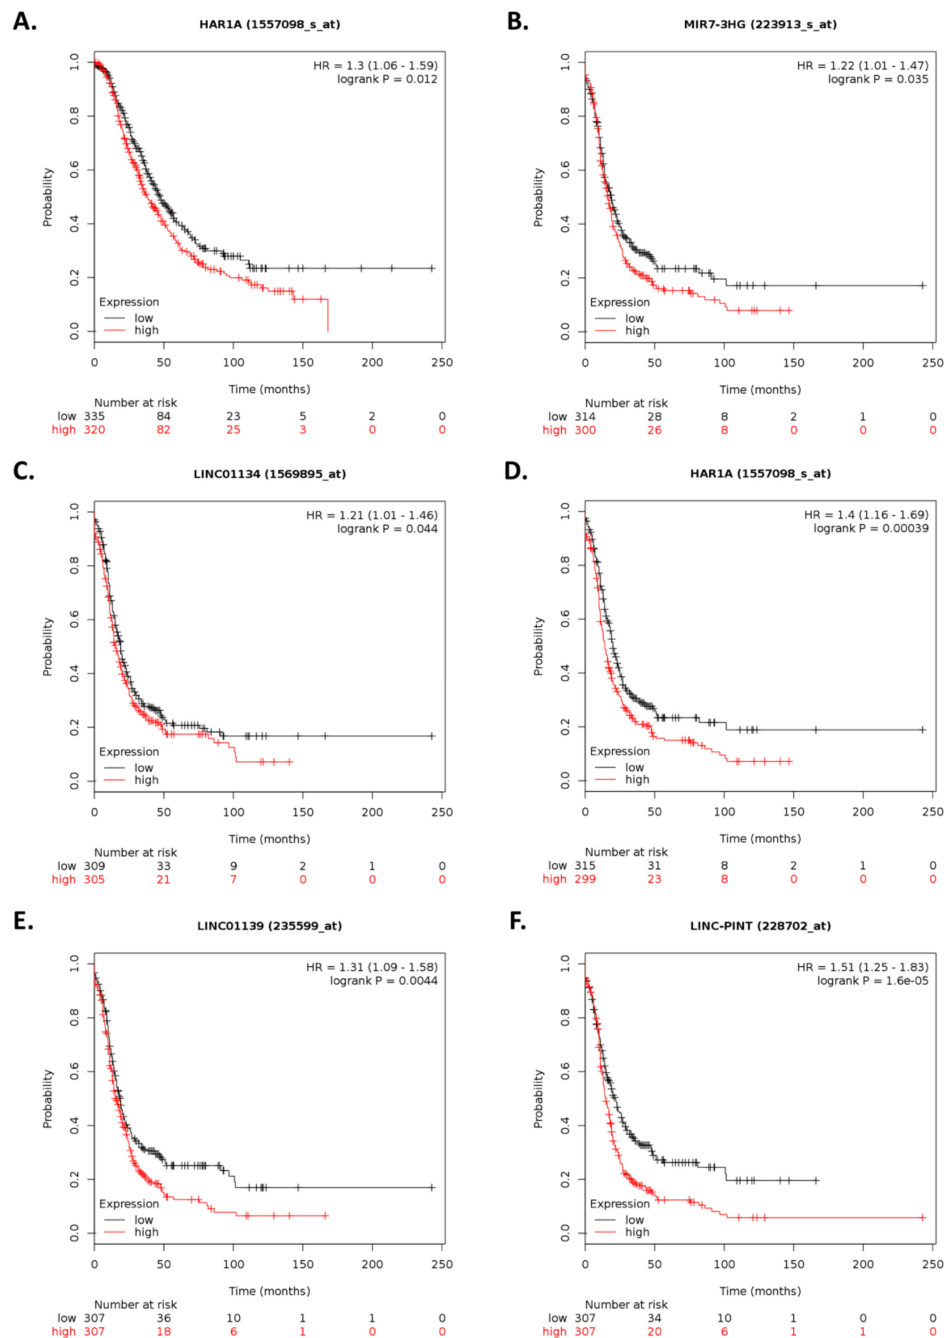 A.
HAR1A (1557098_s_at)
HR = 1.3 (1.06 - 1.59)
logrank P = 0.012
Probability
1.0
0.8
0.6
0.4
0.2
0.0
Expression
low
high
0 50 100 150 200 250
Time (months)
Number at risk
low 335 84 23 5 2 0
high 320 82 25 3 0 0
B.
MIR7-3HG (223913_s_at)
HR = 1.22 (1.01 - 1.47)
logrank P = 0.035
Probability
1.0
0.8
0.6
0.4
0.2
0.0
Expression
low
high
0 50 100 150 200 250
Time (months)
Number at risk
low 314 28 8 2 1 0
high 300 26 8 0 0 0
C.
LINC01134 (1569895_at)
HR = 1.21 (1.01 - 1.46)
logrank P = 0.044
Probability
1.0
0.8
0.6
0.4
0.2
0.0
Expression
low
high
0 50 100 150 200 250
Time (months)
Number at risk
low 309 33 9 2 1 0
high 305 21 7 0 0 0
D.
HAR1A (1557098_s_at)
HR = 1.4 (1.16 - 1.69)
logrank P = 0.00039
Probability
1.0
0.8
0.6
0.4
0.2
0.0
Expression
low
high
0 50 100 150 200 250
Time (months)
Number at risk
low 315 31 8 2 1 0
high 299 23 8 0 0 0
E.
LINC01139 (235599_at)
HR = 1.31 (1.09 - 1.58)
logrank P = 0.0044
Probability
1.0
0.8
0.6
0.4
0.2
0.0
Expression
low
high
0 50 100 150 200 250
Time (months)
Number at risk
low 307 36 10 1 1 0
high 307 18 6 1 0 0
F.
LINC-PINT (228702_at)
HR = 1.51 (1.25 - 1.83)
logrank P = 1.6e-05
Probability
1.0
0.8
0.6
0.4
0.2
0.0
Expression
low
high
0 50 100 150 200 250
Time (months)
Number at risk
low 307 34 10 1 0 0
high 307 20 6 1 1 0